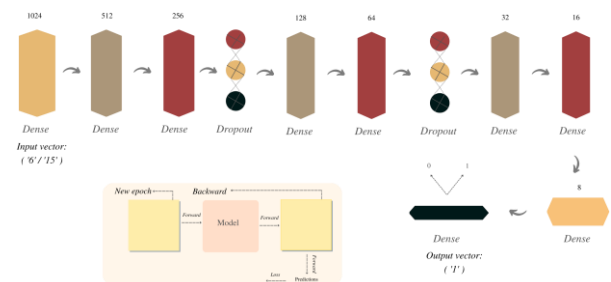 1024
512
256
128
64
32
16
Dense
Dense
Dense
Dropout
Dense
Dense
Dropout
Dense
Dense
Input vector:
( '6' / '15' )
0
1
8
Dense
Dense
Output vector:
( '1' )
New epoch
Backward
Forward
Model
Forward
Forward
Loss
Predictions